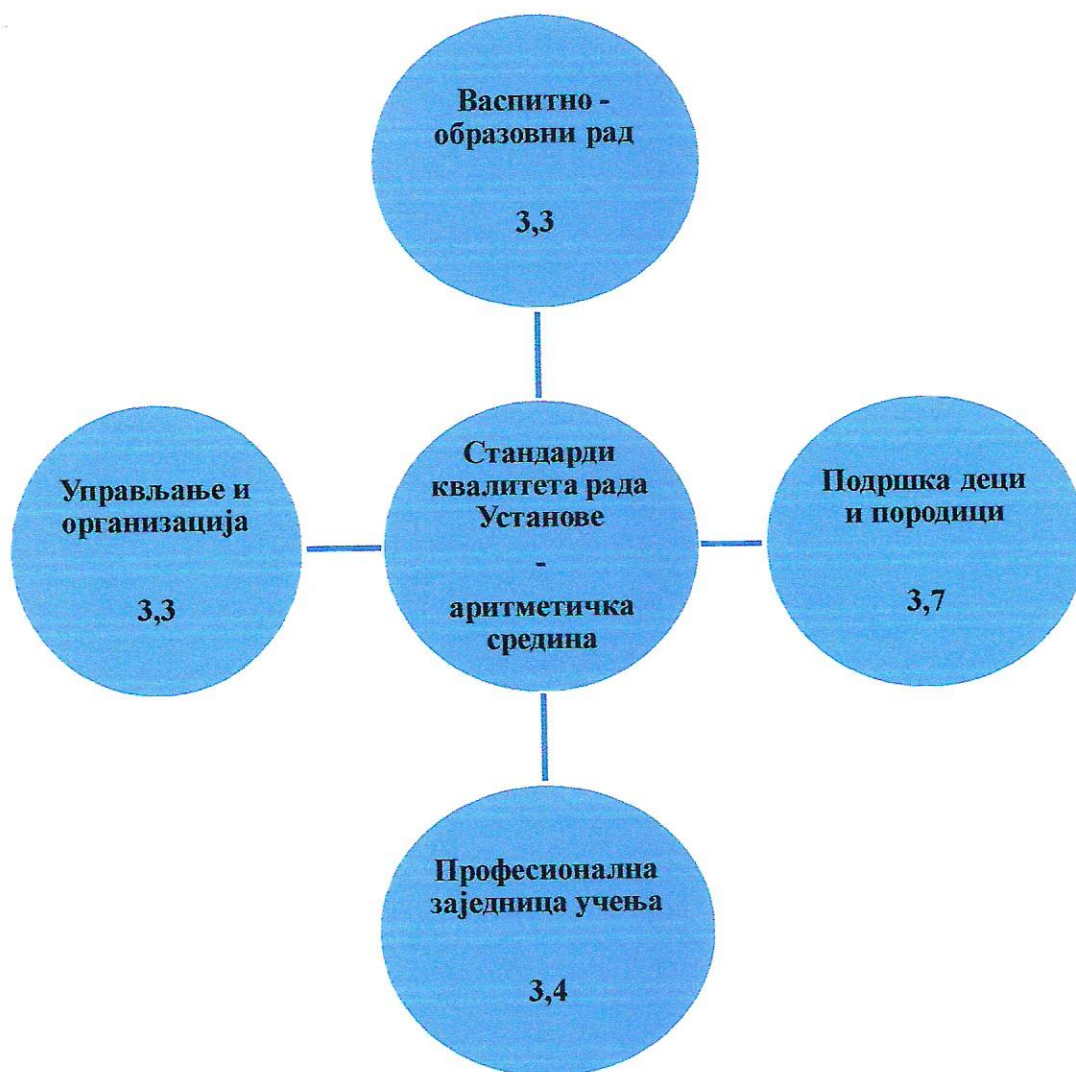 Васпитно -
образовни рад
3,3
Управљање и
организација
3,3
Стандарди
квалитета рада
Установе
-
аритметичка
средина
Подршка деци
и породици
3,7
Професионална
заједница учења
3,4